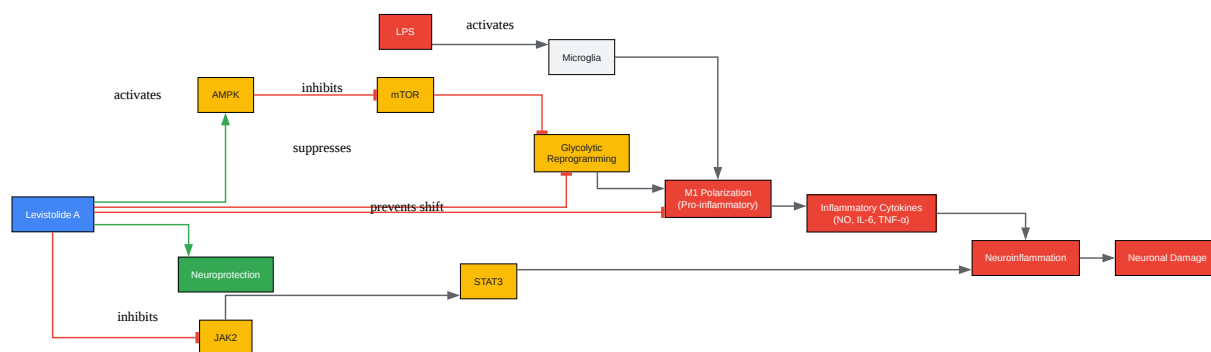 LPS
activates
Microglia
activates
AMPK
inhibits
mTOR
suppresses
Glycolytic
Reprogramming
Levistolide A
prevents shift
M1 Polarization
(Pro-inflammatory)
Inflammatory Cytokines
(NO, IL-6, TNF-α)
Neuroprotection
STAT3
Neuroinflammation
Neuronal Damage
inhibits
JAK2